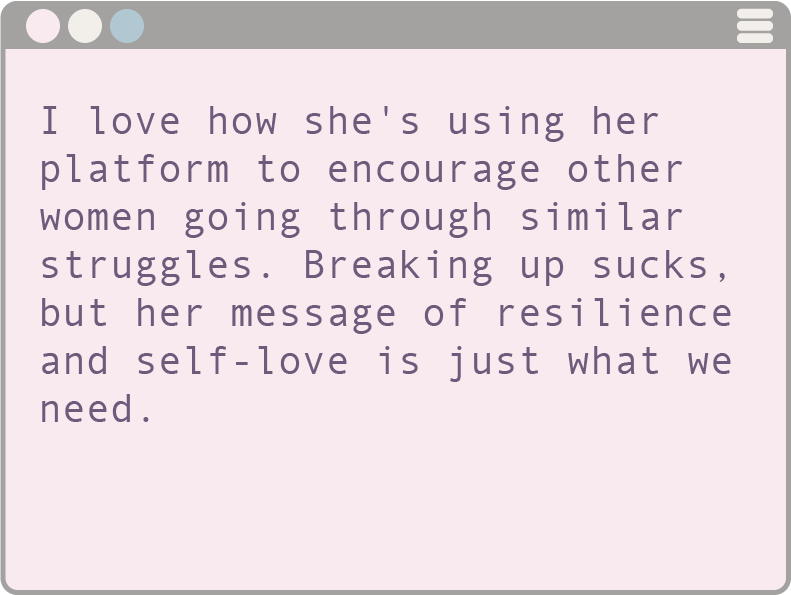 I love how she's using her
platform to encourage other
women going through similar
struggles. Breaking up sucks,
but her message of resilience
and self-love is just what we
need.